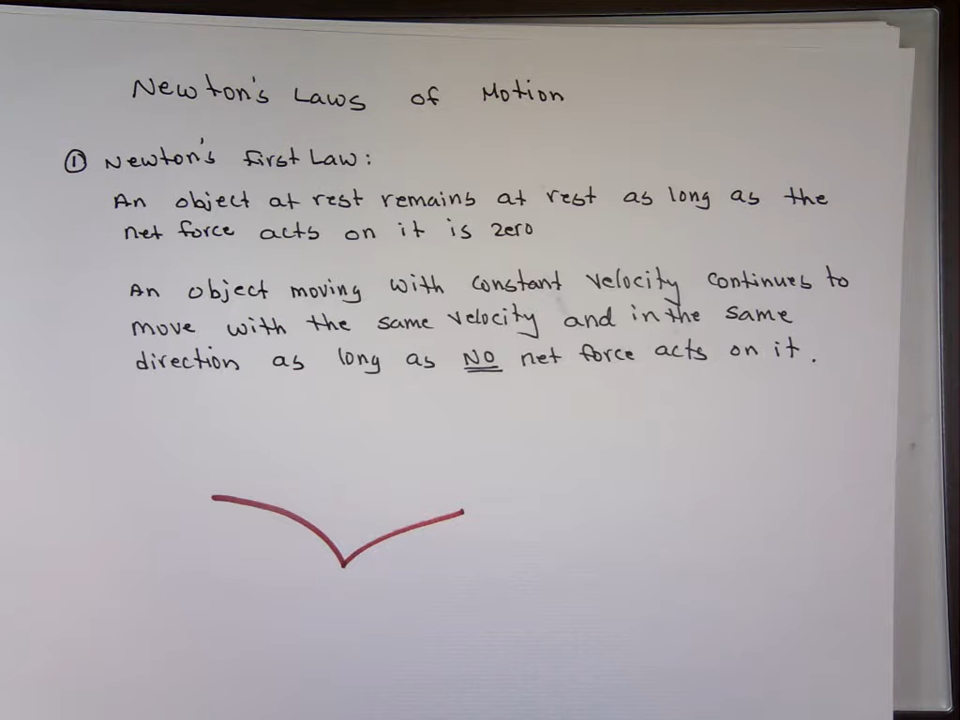 Newton's Laws of Motion
① Newton's First Law:
An object at rest remains at rest as long as the
net force acts on it is zero
An object moving with constant velocity continues to
move with the same velocity and in the same
direction as long as NO net force acts on it.